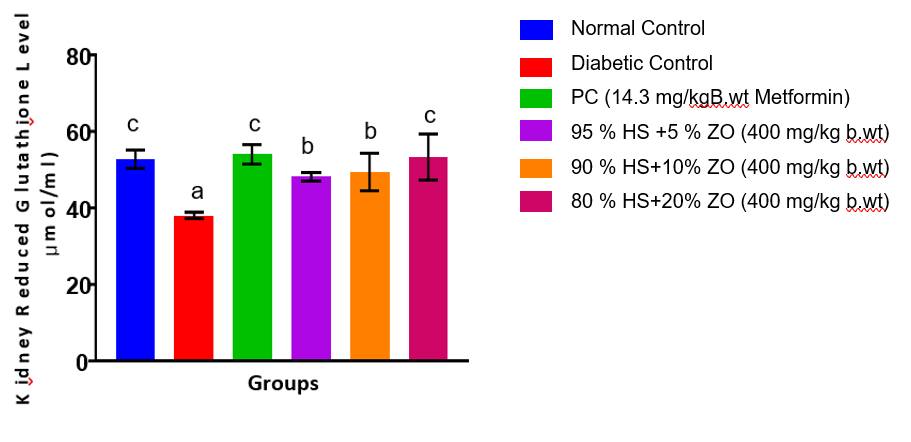 Kidney Reduced Glutathione Level
µmol/ml)
80
60
40
20
0
c
a
c
b
b
c
Groups
Normal Control
Diabetic Control
PC (14.3 mg/kgB.wt Metformin)
95 % HS +5 % ZO (400 mg/kg b.wt)
90 % HS+10% ZO (400 mg/kg b.wt)
80 % HS+20% ZO (400 mg/kg b.wt)